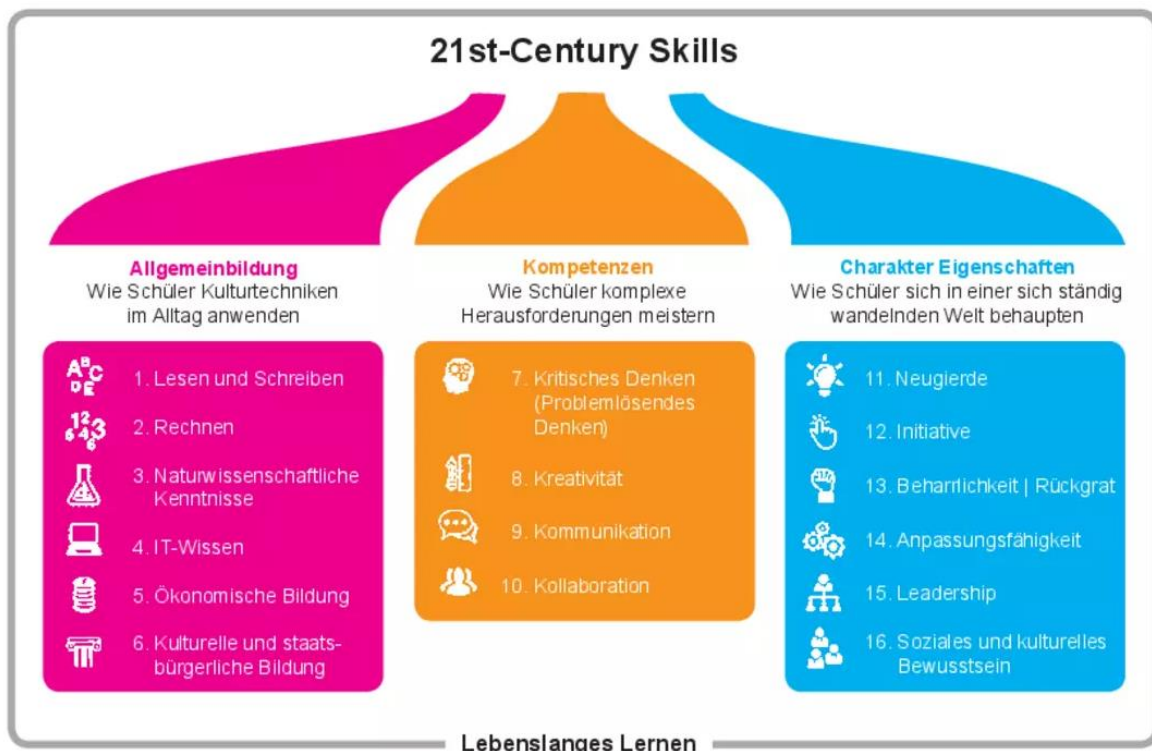 21st-Century Skills
Allgemeinbildung
Wie Schüler Kulturtechniken
im Alltag anwenden
1. Lesen und Schreiben
2. Rechnen
3. Naturwissenschaftliche
Kenntnisse
4. IT-Wissen
5. Ökonomische Bildung
6. Kulturelle und staats-
bürgerliche Bildung
Kompetenzen
Wie Schüler komplexe
Herausforderungen meistern
7. Kritisches Denken
(Problemlösendes
Denken)
8. Kreativität
9. Kommunikation
10. Kollaboration
Charakter Eigenschaften
Wie Schüler sich in einer sich ständig
wandelnden Welt behaupten
11. Neugierde
12. Initiative
13. Beharrlichkeit | Rückgrat
14. Anpassungsfähigkeit
15. Leadership
16. Soziales und kulturelles
Bewusstsein
Lebenslanges Lernen